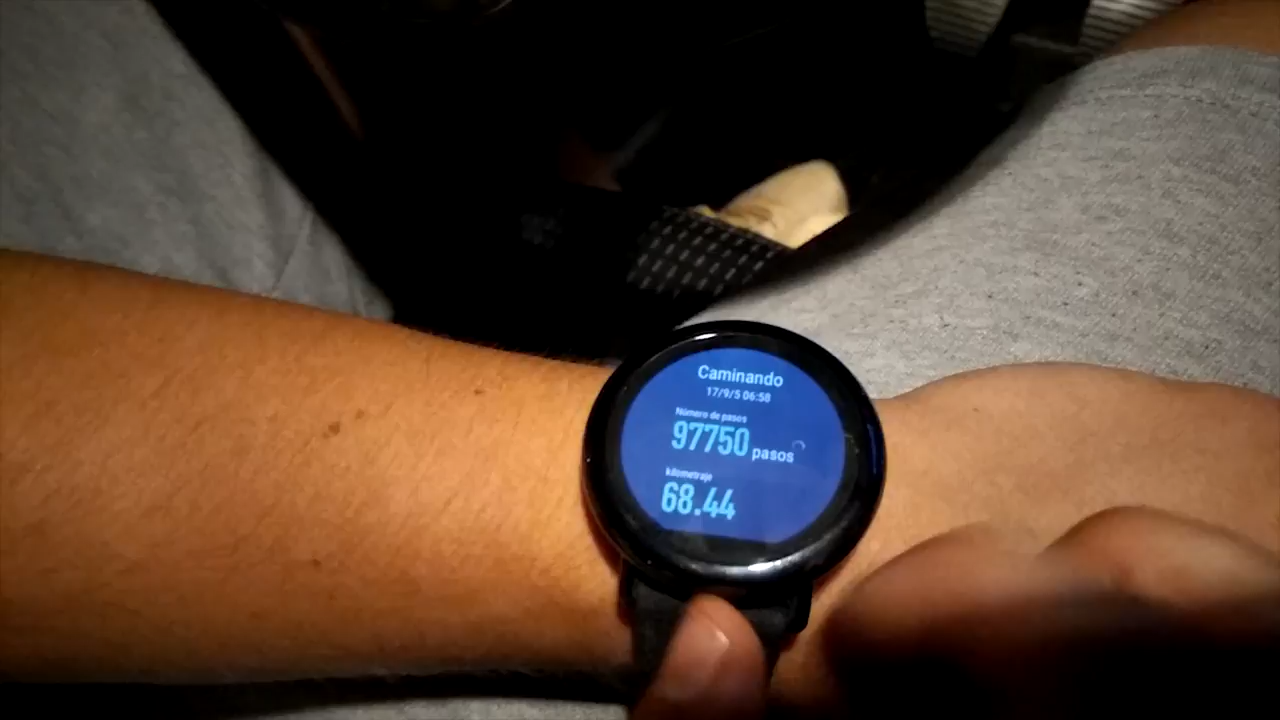 Caminando
17/9/5 06:58
Número de pasos
97750 pasos
kilometraje
68.44